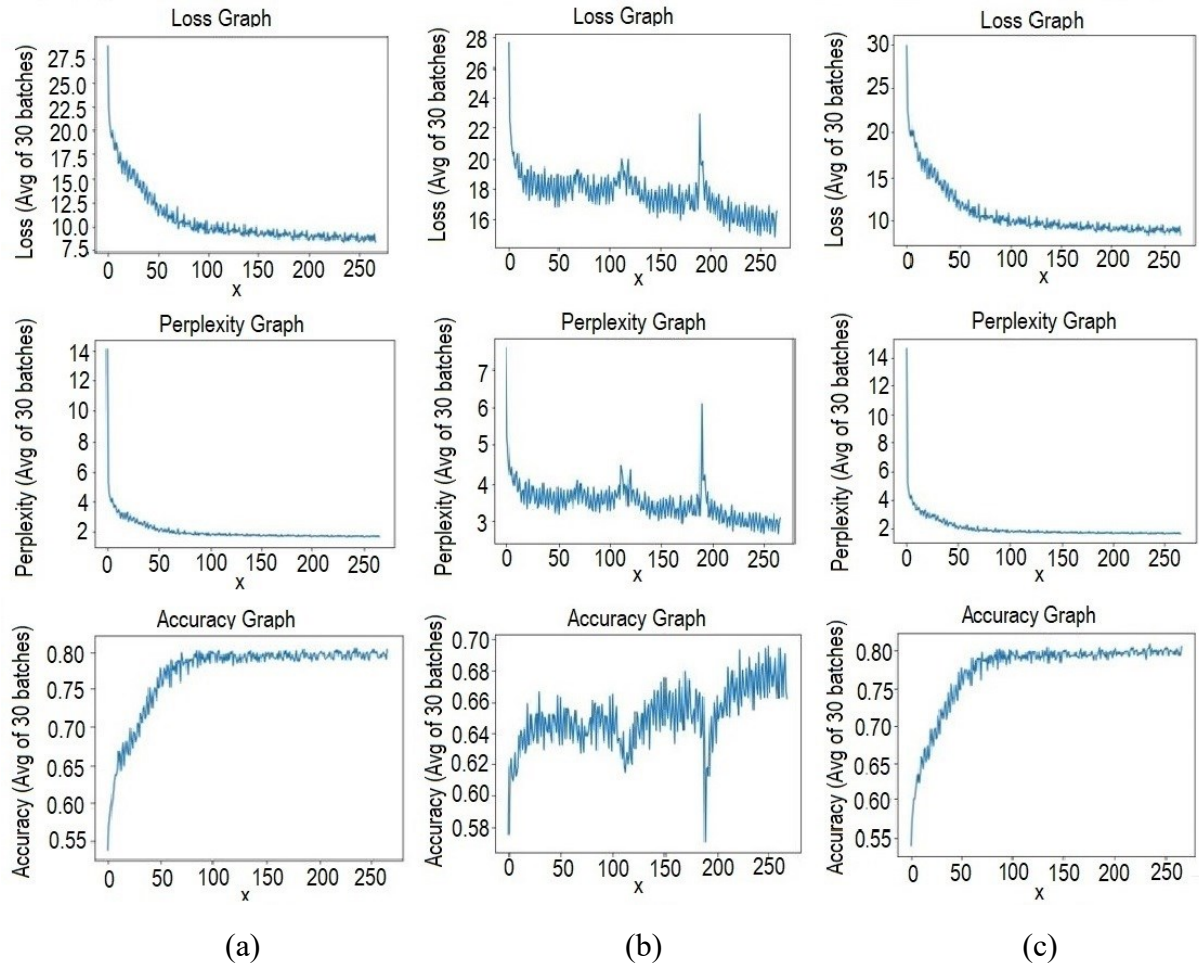 Loss Graph
Loss (Avg of 30 batches)
27.5
25.0
22.5
20.0
17.5
15.0
12.5
10.0
7.5
0 50 100 150 200 250
x
Loss Graph
Loss (Avg of 30 batches)
28
26
24
22
20
18
16
0 50 100 150 200 250
x
Loss Graph
Loss (Avg of 30 batches)
30
20
15
10
0 50 100 150 200 250
x
Perplexity Graph
Perplexity (Avg of 30 batches)
14
12
10
8
6
4
2
0 50 100 150 200 250
x
Perplexity Graph
Perplexity (Avg of 30 batches)
7
6
5
4
3
0 50 100 150 200 250
x
Perplexity Graph
Perplexity (Avg of 30 batches)
14
12
10
8
6
4
2
0 50 100 150 200 250
x
Accuracy Graph
Accuracy (Avg of 30 batches)
0.80
0.75
0.70
0.65
0.60
0.55
0 50 100 150 200 250
x
Accuracy Graph
Accuracy (Avg of 30 batches)
0.70
0.68
0.66
0.64
0.62
0.60
0.58
0 50 100 150 200 250
x
Accuracy Graph
Accuracy (Avg of 30 batches)
0.80
0.75
0.70
0.65
0.60
0.55
0 50 100 150 200 250
x
(a) (b) (c)